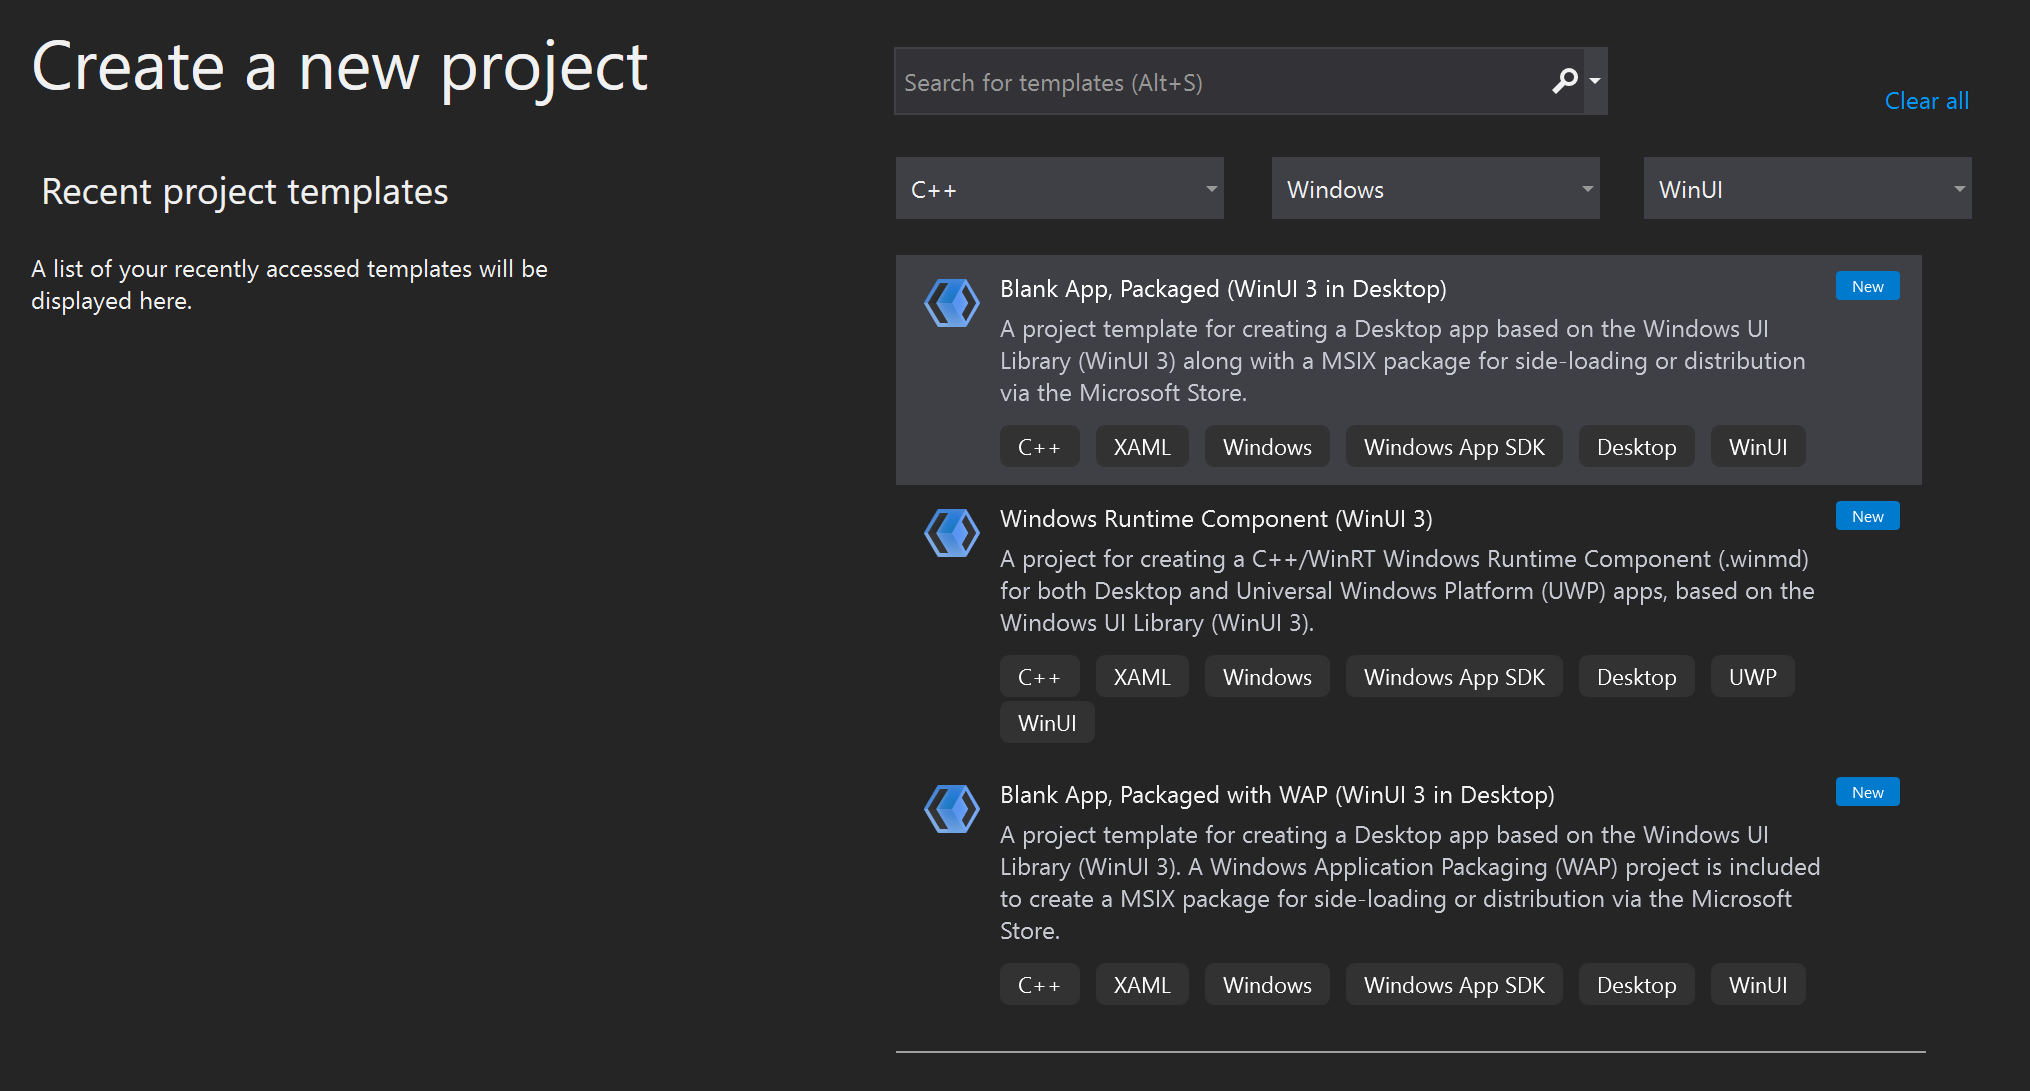 Create a new project
Search for templates (Alt+S)
Clear all
Recent project templates
A list of your recently accessed templates will be
displayed here.
C++ Windows WinUI
Blank App, Packaged (WinUI 3 in Desktop) New
A project template for creating a Desktop app based on the Windows UI
Library (WinUI 3) along with a MSIX package for side-loading or distribution
via the Microsoft Store.
C++ XAML Windows Windows App SDK Desktop WinUI
Windows Runtime Component (WinUI 3) New
A project for creating a C++/WinRT Windows Runtime Component (.winmd)
for both Desktop and Universal Windows Platform (UWP) apps, based on the
Windows UI Library (WinUI 3).
C++ XAML Windows Windows App SDK Desktop UWP
WinUI
Blank App, Packaged with WAP (WinUI 3 in Desktop) New
A project template for creating a Desktop app based on the Windows UI
Library (WinUI 3). A Windows Application Packaging (WAP) project is included
to create a MSIX package for side-loading or distribution via the Microsoft
Store.
C++ XAML Windows Windows App SDK Desktop WinUI